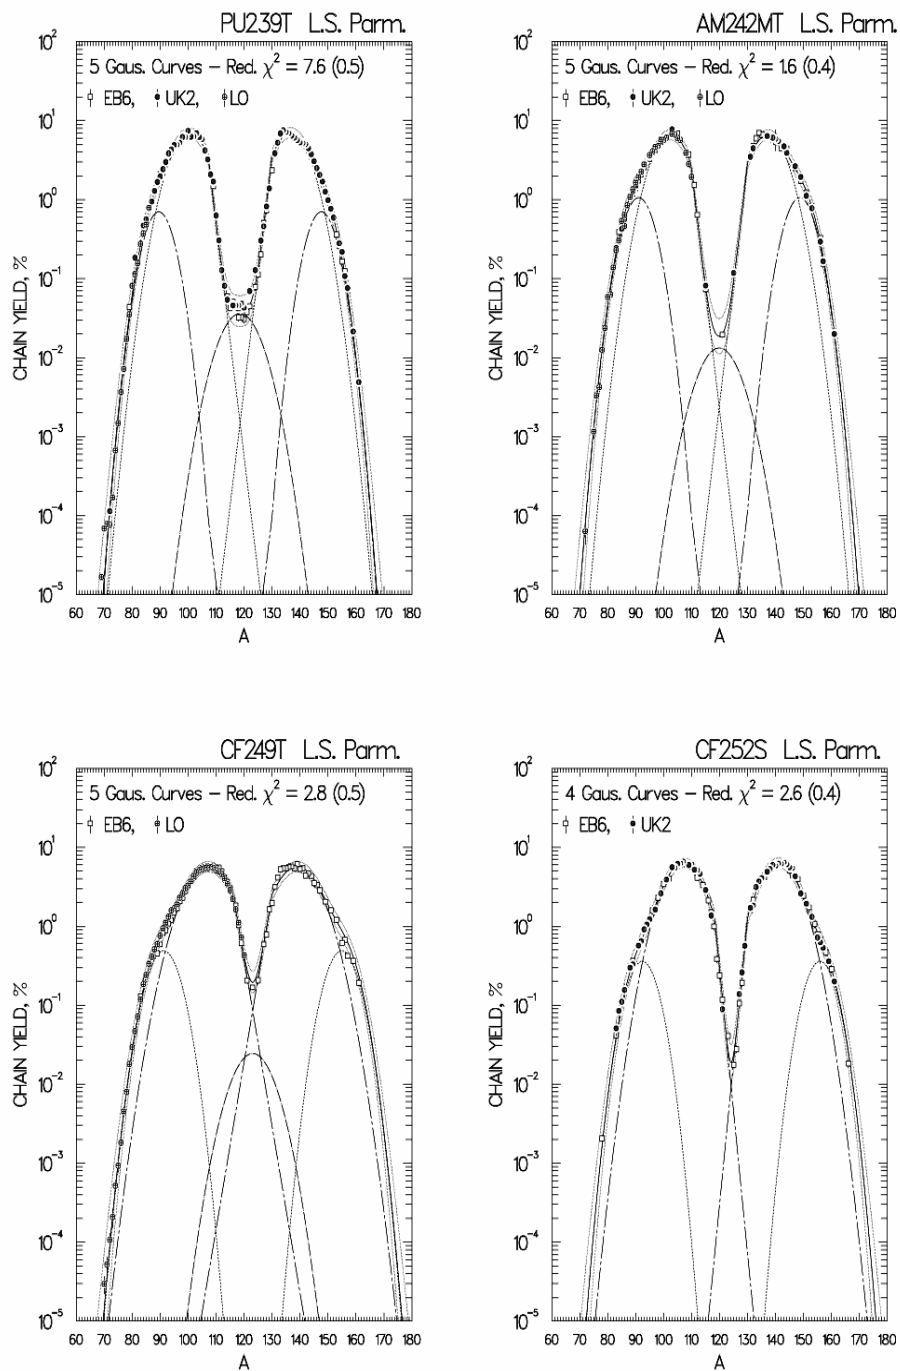 PU239T L.S. Parm.
5 Gaus. Curves – Red. χ² = 7.6 (0.5)
EB6, UK2, LO
10² 10¹ 10⁰ 10⁻¹ 10⁻² 10⁻³ 10⁻⁴ 10⁻⁵
CHAIN YIELD, %
60 70 80 90 100 110 120 130 140 150 160 170 180
A
AM242MT L.S. Parm.
5 Gaus. Curves – Red. χ² = 1.6 (0.4)
EB6, UK2, LO
10² 10¹ 10⁰ 10⁻¹ 10⁻² 10⁻³ 10⁻⁴ 10⁻⁵
CHAIN YIELD, %
60 70 80 90 100 110 120 130 140 150 160 170 180
A
CF249T L.S. Parm.
5 Gaus. Curves – Red. χ² = 2.8 (0.5)
EB6, LO
10² 10¹ 10⁰ 10⁻¹ 10⁻² 10⁻³ 10⁻⁴ 10⁻⁵
CHAIN YIELD, %
60 70 80 90 100 110 120 130 140 150 160 170 180
A
CF252S L.S. Parm.
4 Gaus. Curves – Red. χ² = 2.6 (0.4)
EB6, UK2
10² 10¹ 10⁰ 10⁻¹ 10⁻² 10⁻³ 10⁻⁴ 10⁻⁵
CHAIN YIELD, %
60 70 80 90 100 110 120 130 140 150 160 170 180
A